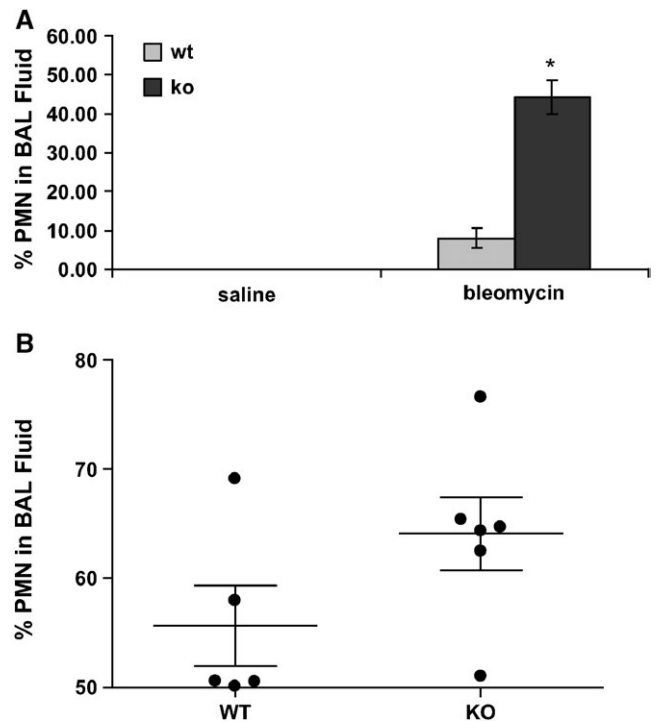 A
% PMN in BAL Fluid
60.00
50.00
40.00
30.00
20.00
10.00
0.00
wt
ko
*
saline
bleomycin
B
% PMN in BAL Fluid
80
70
60
50
WT
KO